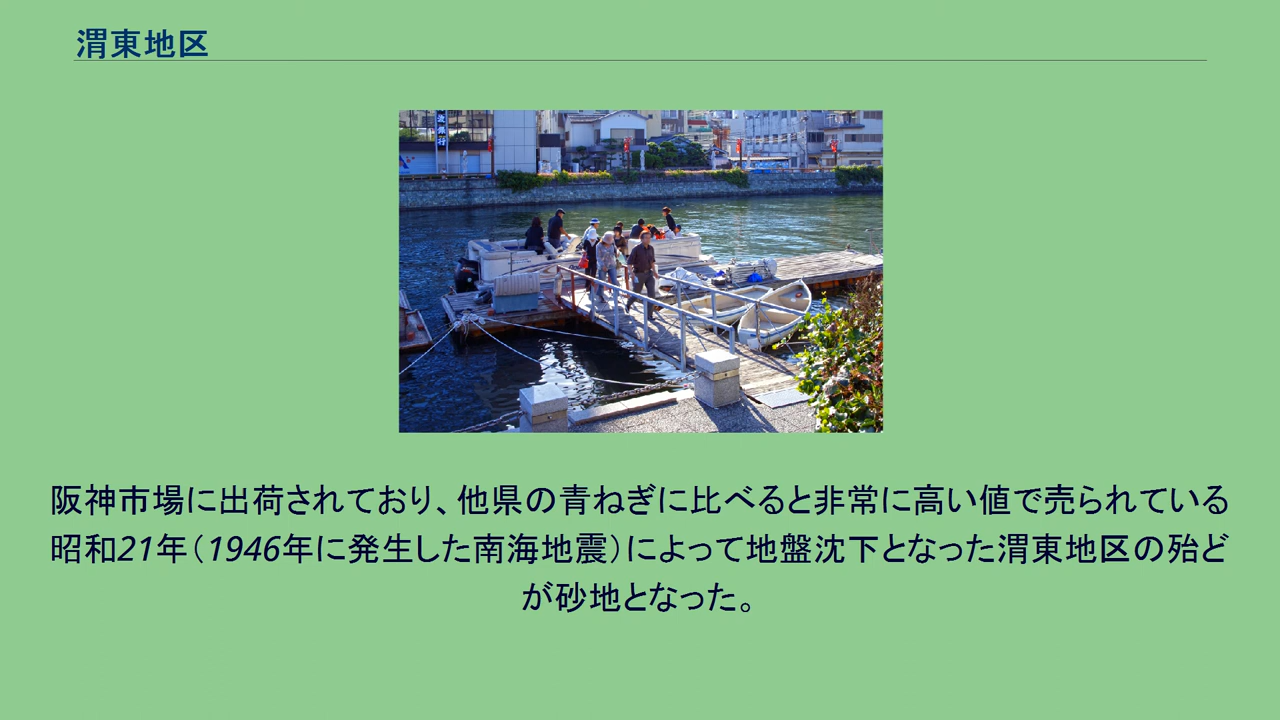 渭東地区
阪神市場に出荷されており、他県の青ねぎに比べると非常に高い値で売られている
昭和21年（1946年に発生した南海地震）によって地盤沈下となった渭東地区の殆ど
が砂地となった。